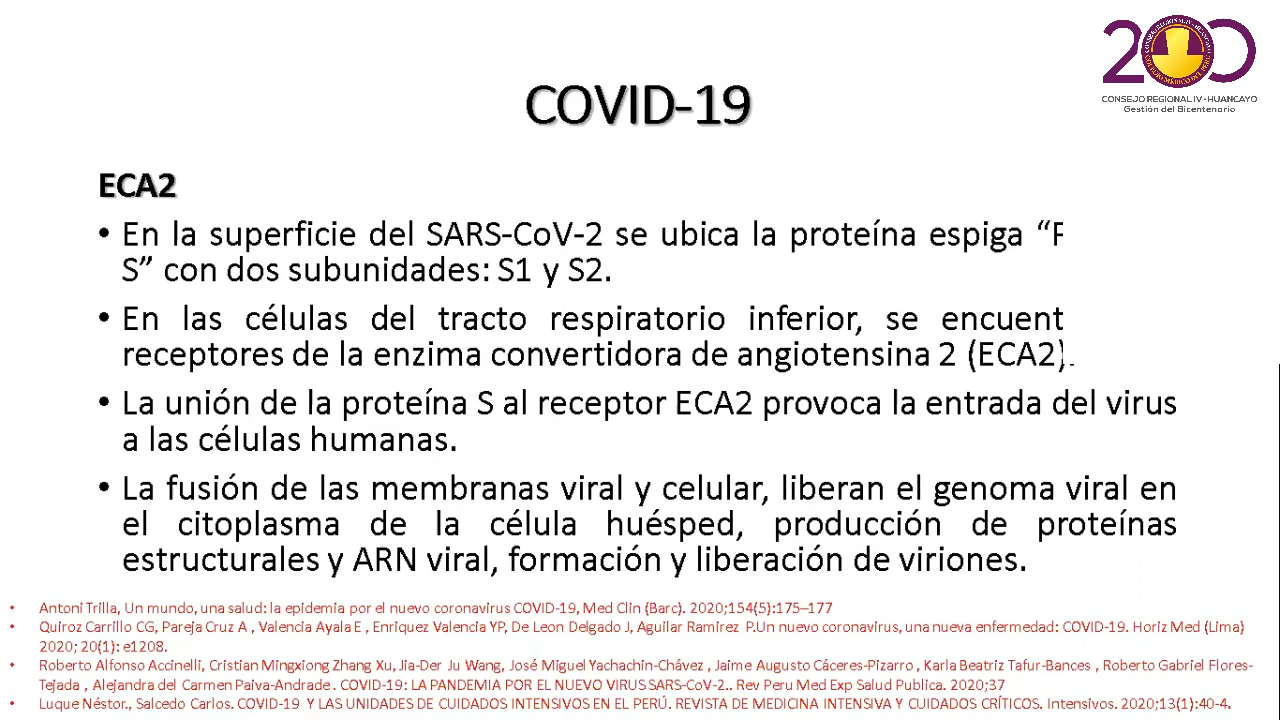 200
CONSEJO REGIONAL IV - HUANCAYO
Gestión del Bicentenario
COVID-19
ECA2
• En la superficie del SARS-CoV-2 se ubica la proteína espiga “
S” con dos subunidades: S1 y S2.
• En las células del tracto respiratorio inferior, se encuent
receptores de la enzima convertidora de angiotensina 2 (ECA2).
• La unión de la proteína S al receptor ECA2 provoca la entrada del virus
a las células humanas.
• La fusión de las membranas viral y celular, liberan el genoma viral en
el citoplasma de la célula huésped, producción de proteínas
estructurales y ARN viral, formación y liberación de viriones.
• Antoni Trilla, Un mundo, una salud: la epidemia por el nuevo coronavirus COVID-19, Med Clin (Barc). 2020;154(5):175–177
• Quiroz Carrillo CG, Pareja Cruz A , Valencia Ayala E , Enriquez Valencia YP, De Leon Delgado J, Aguilar Ramirez P.Un nuevo coronavirus, una nueva enfermedad: COVID-19. Horiz Med (Lima)
2020; 20(1): e1208.
• Roberto Alfonso Accinelli, Cristian Mingxiong Zhang Xu, Jia-Der Ju Wang, José Miguel Yachachin-Chávez , Jaime Augusto Cáceres-Pizarro , Karla Beatriz Tafur-Bances , Roberto Gabriel Flores-
Tejada , Alejandra del Carmen Paiva-Andrade . COVID-19: LA PANDEMIA POR EL NUEVO VIRUS SARS-CoV-2.. Rev Peru Med Exp Salud Publica. 2020;37
• Luque Néstor., Salcedo Carlos. COVID-19 Y LAS UNIDADES DE CUIDADOS INTENSIVOS EN EL PERÚ. REVISTA DE MEDICINA INTENSIVA Y CUIDADOS CRÍTICOS. Intensivos. 2020;13(1):40-4.